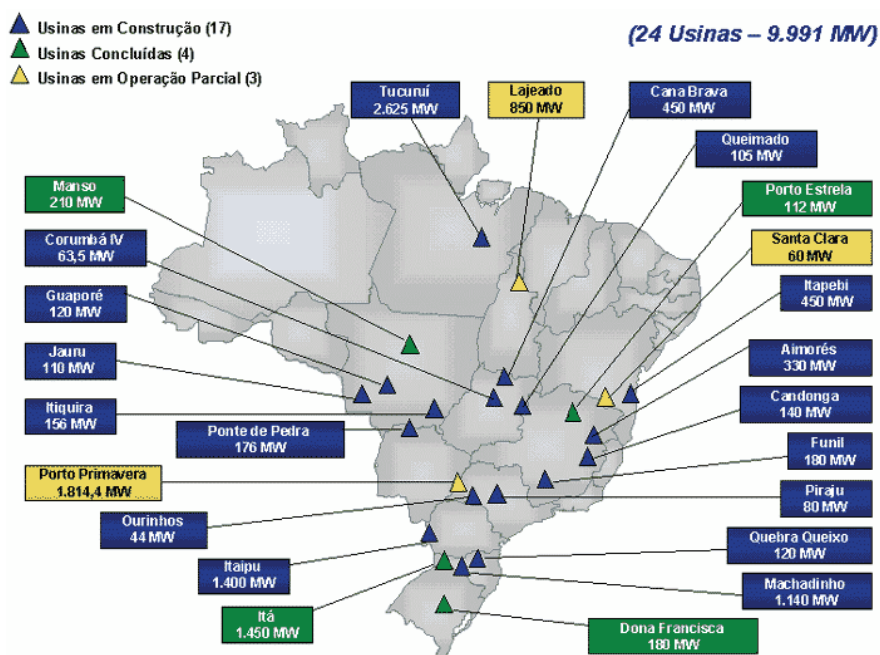 Usinas em Construção (17)
Usinas Concluídas (4)
Usinas em Operação Parcial (3)
(24 Usinas – 9.991 MW)
Tucuruí
2.625 MW
Lajeado
850 MW
Cana Brava
450 MW
Queimado
105 MW
Manso
210 MW
Porto Estrela
112 MW
Corumbá IV
63,5 MW
Santa Clara
60 MW
Guaporé
120 MW
Itapebi
450 MW
Jauru
110 MW
Aimorés
330 MW
Itiquira
156 MW
Candonga
140 MW
Ponte de Pedra
176 MW
Funil
180 MW
Porto Primavera
1.814,4 MW
Piraju
80 MW
Ourinhos
44 MW
Quebra Queixo
120 MW
Itaipu
1.400 MW
Machadinho
1.140 MW
Itá
1.450 MW
Dona Francisca
180 MW